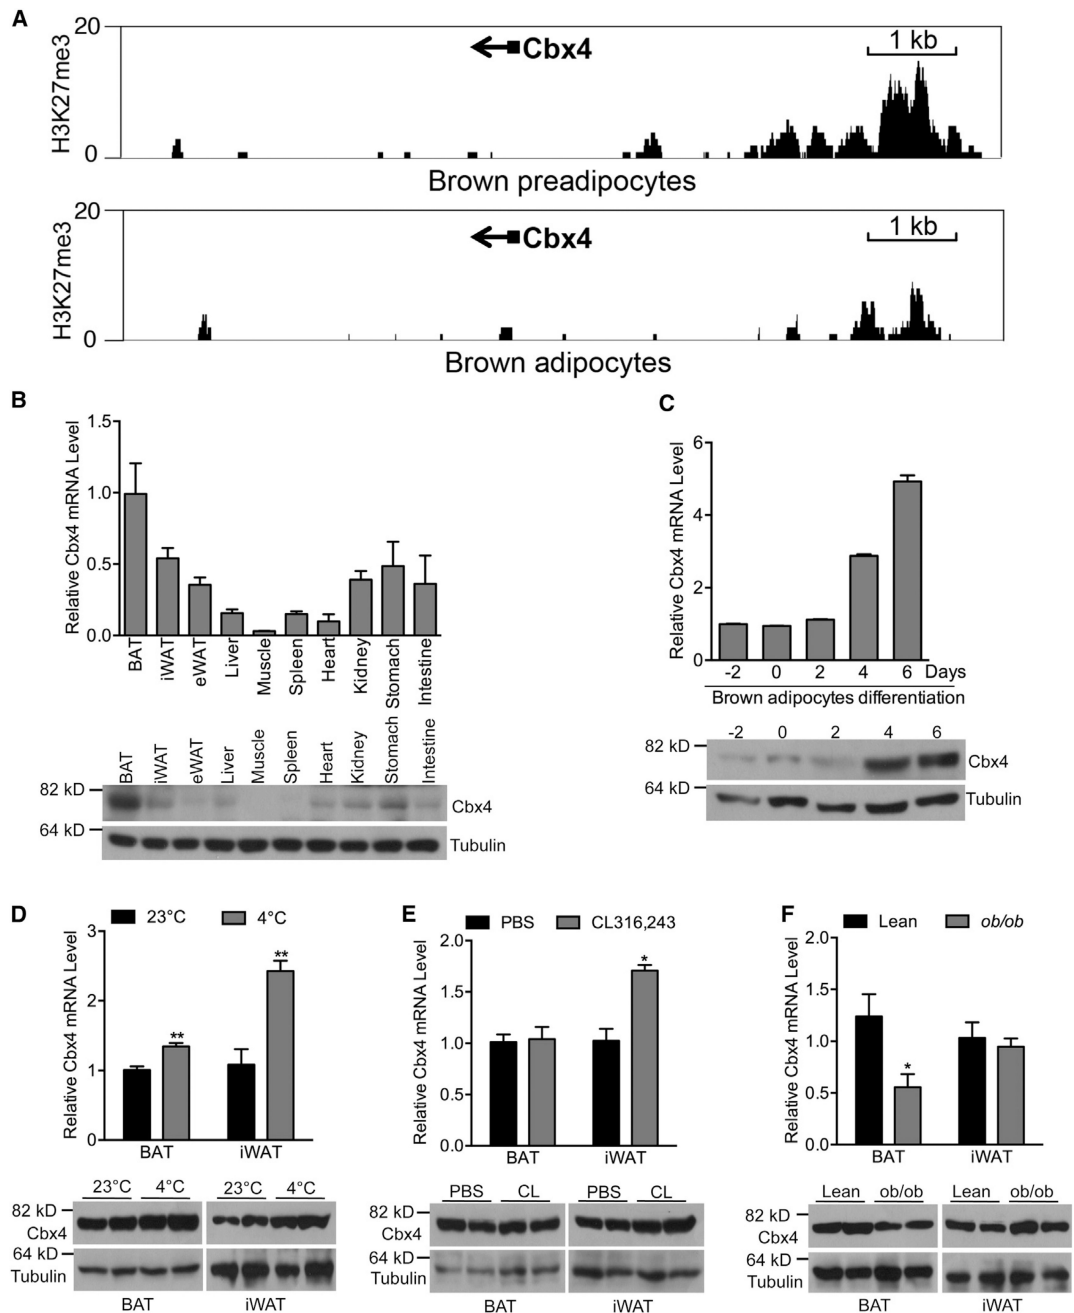 A
20
H3K27me3
0
Cbx4
1 kb
Brown preadipocytes
20
H3K27me3
0
Cbx4
1 kb
Brown adipocytes
B
Relative Cbx4 mRNA Level
1.5
1.0
0.5
0.0
BAT
iWAT
eWAT
Liver
Muscle
Spleen
Heart
Kidney
Stomach
Intestine
BAT
iWAT
eWAT
Liver
Muscle
Spleen
Heart
Kidney
Stomach
Intestine
82 kD
Cbx4
64 kD
Tubulin
C
Relative Cbx4 mRNA Level
6
4
2
0
-2 0 2 4 6 Days
Brown adipocytes differentiation
-2 0 2 4 6
82 kD
Cbx4
64 kD
Tubulin
D
23°C 4°C
Relative Cbx4 mRNA Level
3
2
1
0
**
**
BAT iWAT
23°C 4°C 23°C 4°C
82 kD
Cbx4
64 kD
Tubulin
BAT iWAT
E
PBS CL316,243
Relative Cbx4 mRNA Level
2.0
1.5
1.0
0.5
0.0
*
BAT iWAT
PBS CL PBS CL
82 kD
Cbx4
64 kD
Tubulin
BAT iWAT
F
Lean ob/ob
Relative Cbx4 mRNA Level
2.0
1.5
1.0
0.5
0.0
*
BAT iWAT
Lean ob/ob Lean ob/ob
82 kD
Cbx4
64 kD
Tubulin
BAT iWAT